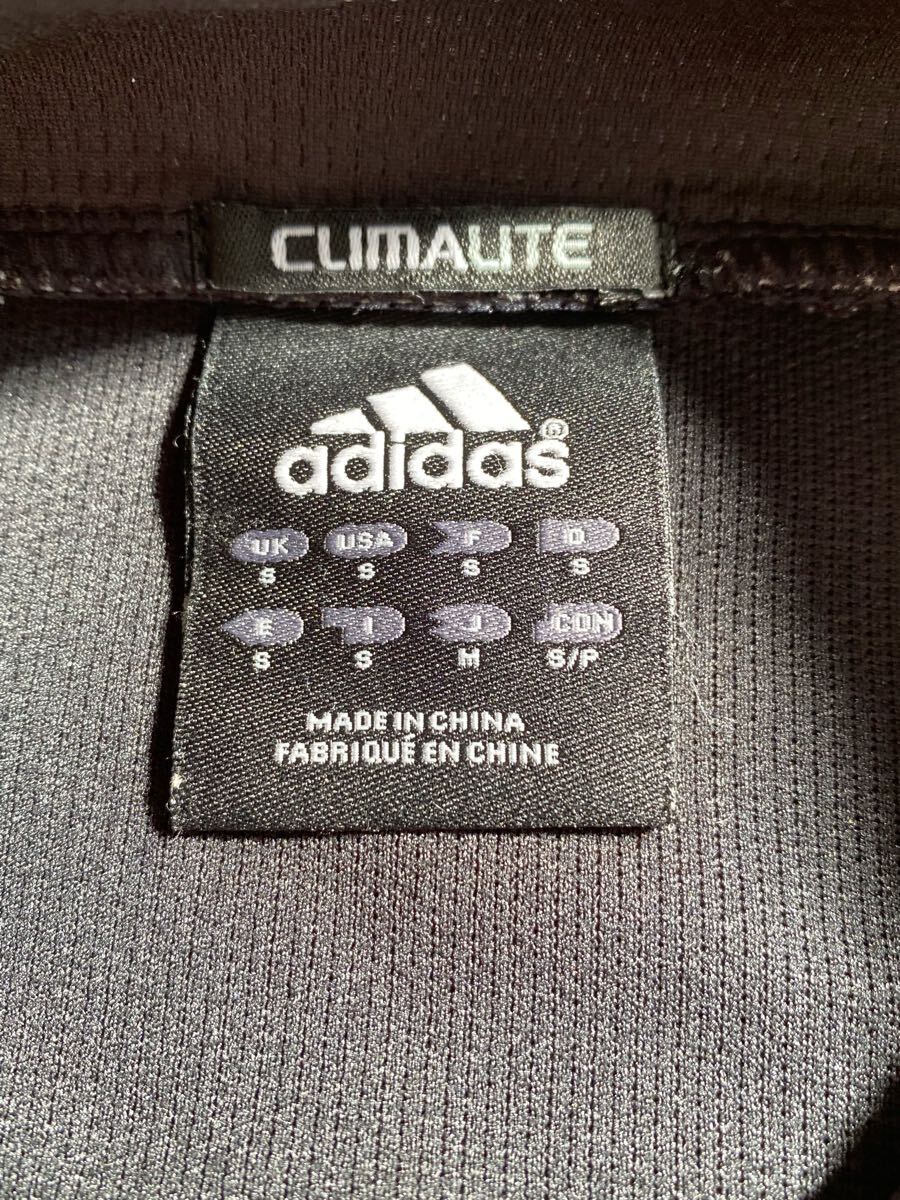 CLIMALITE
adidas®
UK USA F D
S S S S
E I J CDN
S S M S/P
MADE IN CHINA
FABRIQUÉ EN CHINE